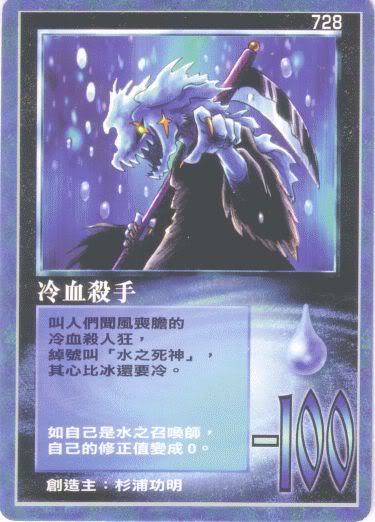 728
冷血殺手
叫人們聞風喪膽的
冷血殺人狂，
綽號叫「水之死神」，
其心比冰還要冷。
如自己是水之召喚師，
自己的修正值變成0。
-100
創造主：杉浦功明